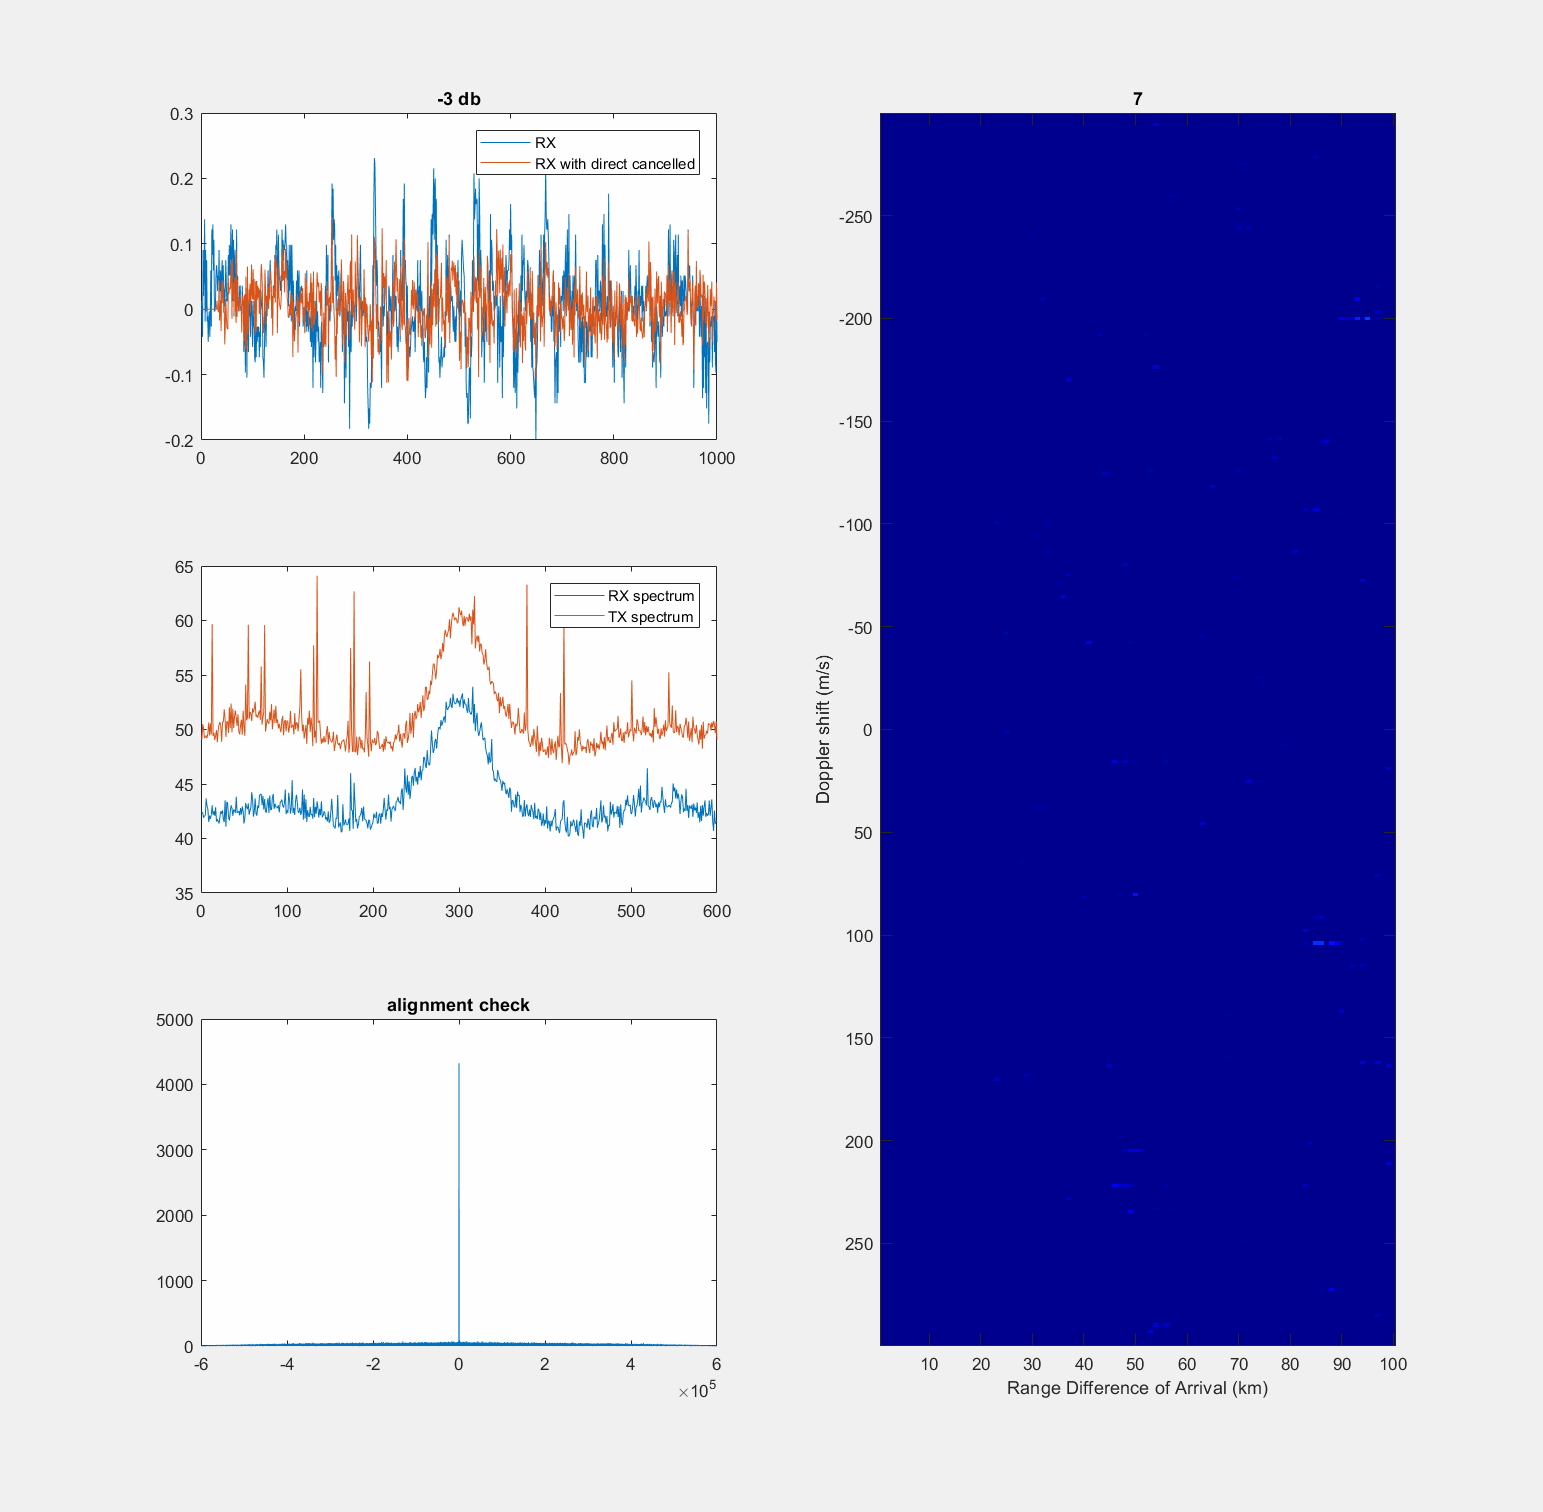 -3 db
0.3
0.2
0.1
0
-0.1
-0.2
0 200 400 600 800 1000
RX
RX with direct cancelled
65
60
55
50
45
40
35
0 100 200 300 400 500 600
RX spectrum
TX spectrum
alignment check
5000
4000
3000
2000
1000
0
-6 -4 -2 0 2 4 6
×10^5
7
-250
-200
-150
-100
-50
0
50
100
150
200
250
Doppler shift (m/s)
10 20 30 40 50 60 70 80 90 100
Range Difference of Arrival (km)